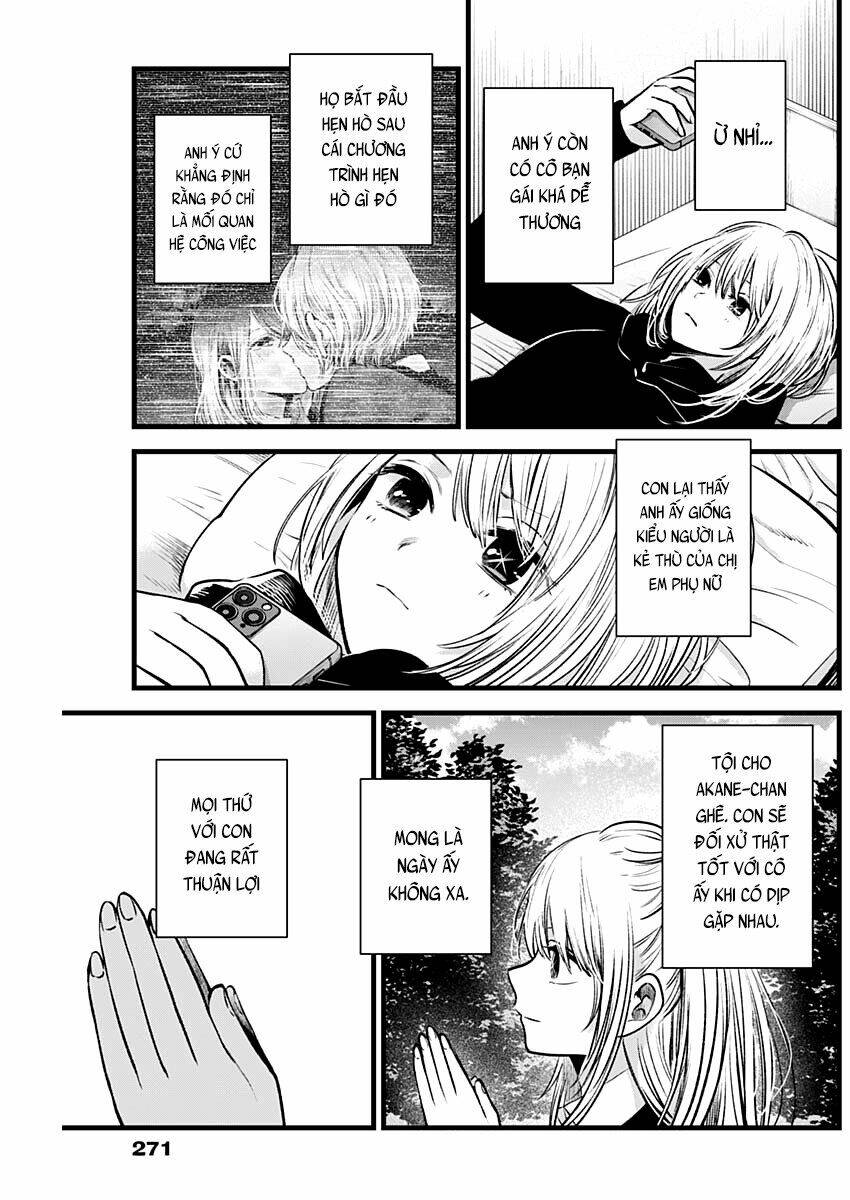 Ừ NHỈ...
ANH Ý CÒN
CÓ CÔ BẠN
GÁI KHÁ DỄ
THƯƠNG
HỌ BẮT ĐẦU
HẸN HÒ SAU
CÁI CHƯƠNG
TRÌNH HẸN
HÒ GÌ ĐÓ
ANH Ý CỨ
KHẲNG ĐỊNH
RẰNG ĐÓ CHỈ
LÀ MỐI QUAN
HỆ CÔNG VIỆC
CON LẠI THẤY
ANH ẤY GIỐNG
KIỂU NGƯỜI LÀ
KẺ THÙ CỦA CHỊ
EM PHỤ NỮ
TỘI CHO
AKANE-CHAN
GHÊ. CON SẼ
ĐỐI XỬ THẬT
TỐT VỚI CÔ
ẤY KHI CÓ DỊP
GẶP NHAU.
MONG LÀ
NGÀY ẤY
KHÔNG XA.
MỌI THỨ
VỚI CON
ĐANG RẤT
THUẬN LỢI
271